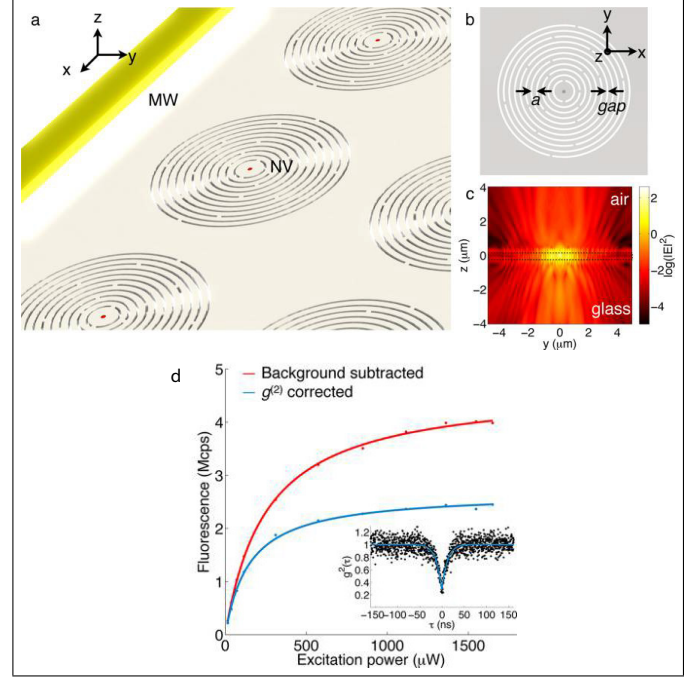 a
z
y
x
MW
NV
b
y
z
x
a
gap
c
air
glass
z (μm)
4
2
0
−2
−4
−4 −2 0 2 4
y (μm)
log(|E|²)
2
0
−2
−4
d
Background subtracted
g⁽²⁾ corrected
Fluorescence (Mcps)
5
4
3
2
1
0
0 500 1000 1500
Excitation power (μW)
g²(τ)
1.2
1
0.8
0.6
0.4
0.2
−150−100−50 0 50 100 150
τ (ns)